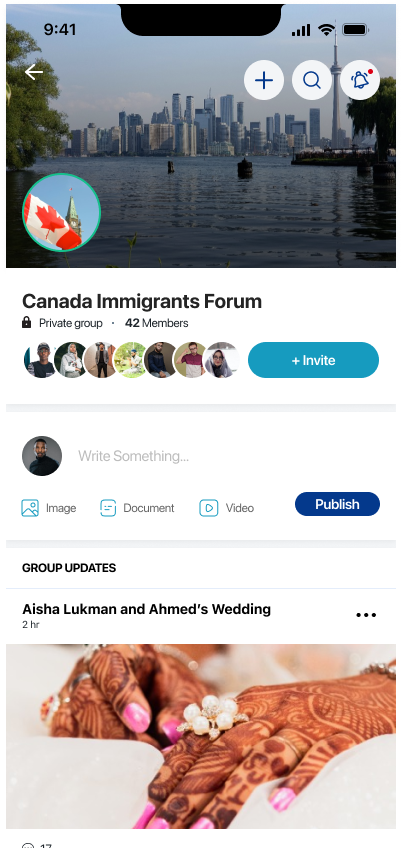 9:41
Canada Immigrants Forum
Private group · 42 Members
+ Invite
Write Something...
Image Document Video Publish
GROUP UPDATES
Aisha Lukman and Ahmed’s Wedding
2 hr
17